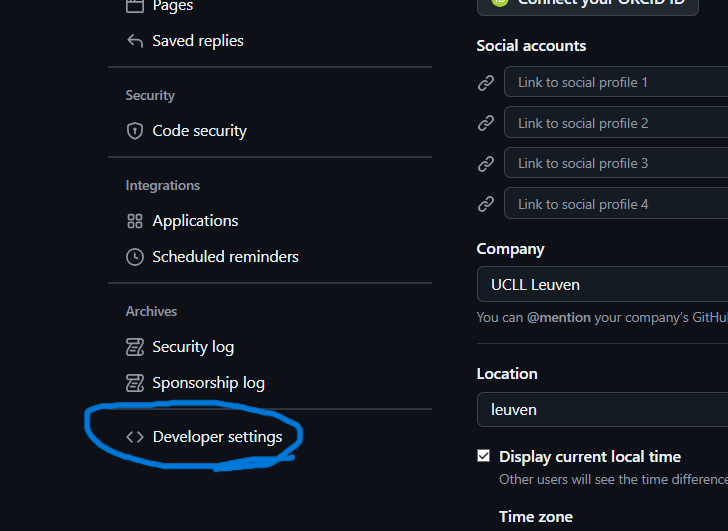 Pages
Saved replies
Security
Code security
Integrations
Applications
Scheduled reminders
Archives
Security log
Sponsorship log
Developer settings
Connect your ORCID iD
Social accounts
Link to social profile 1
Link to social profile 2
Link to social profile 3
Link to social profile 4
Company
UCLL Leuven
You can @mention your company's GitHu
Location
leuven
Display current local time
Other users will see the time difference
Time zone